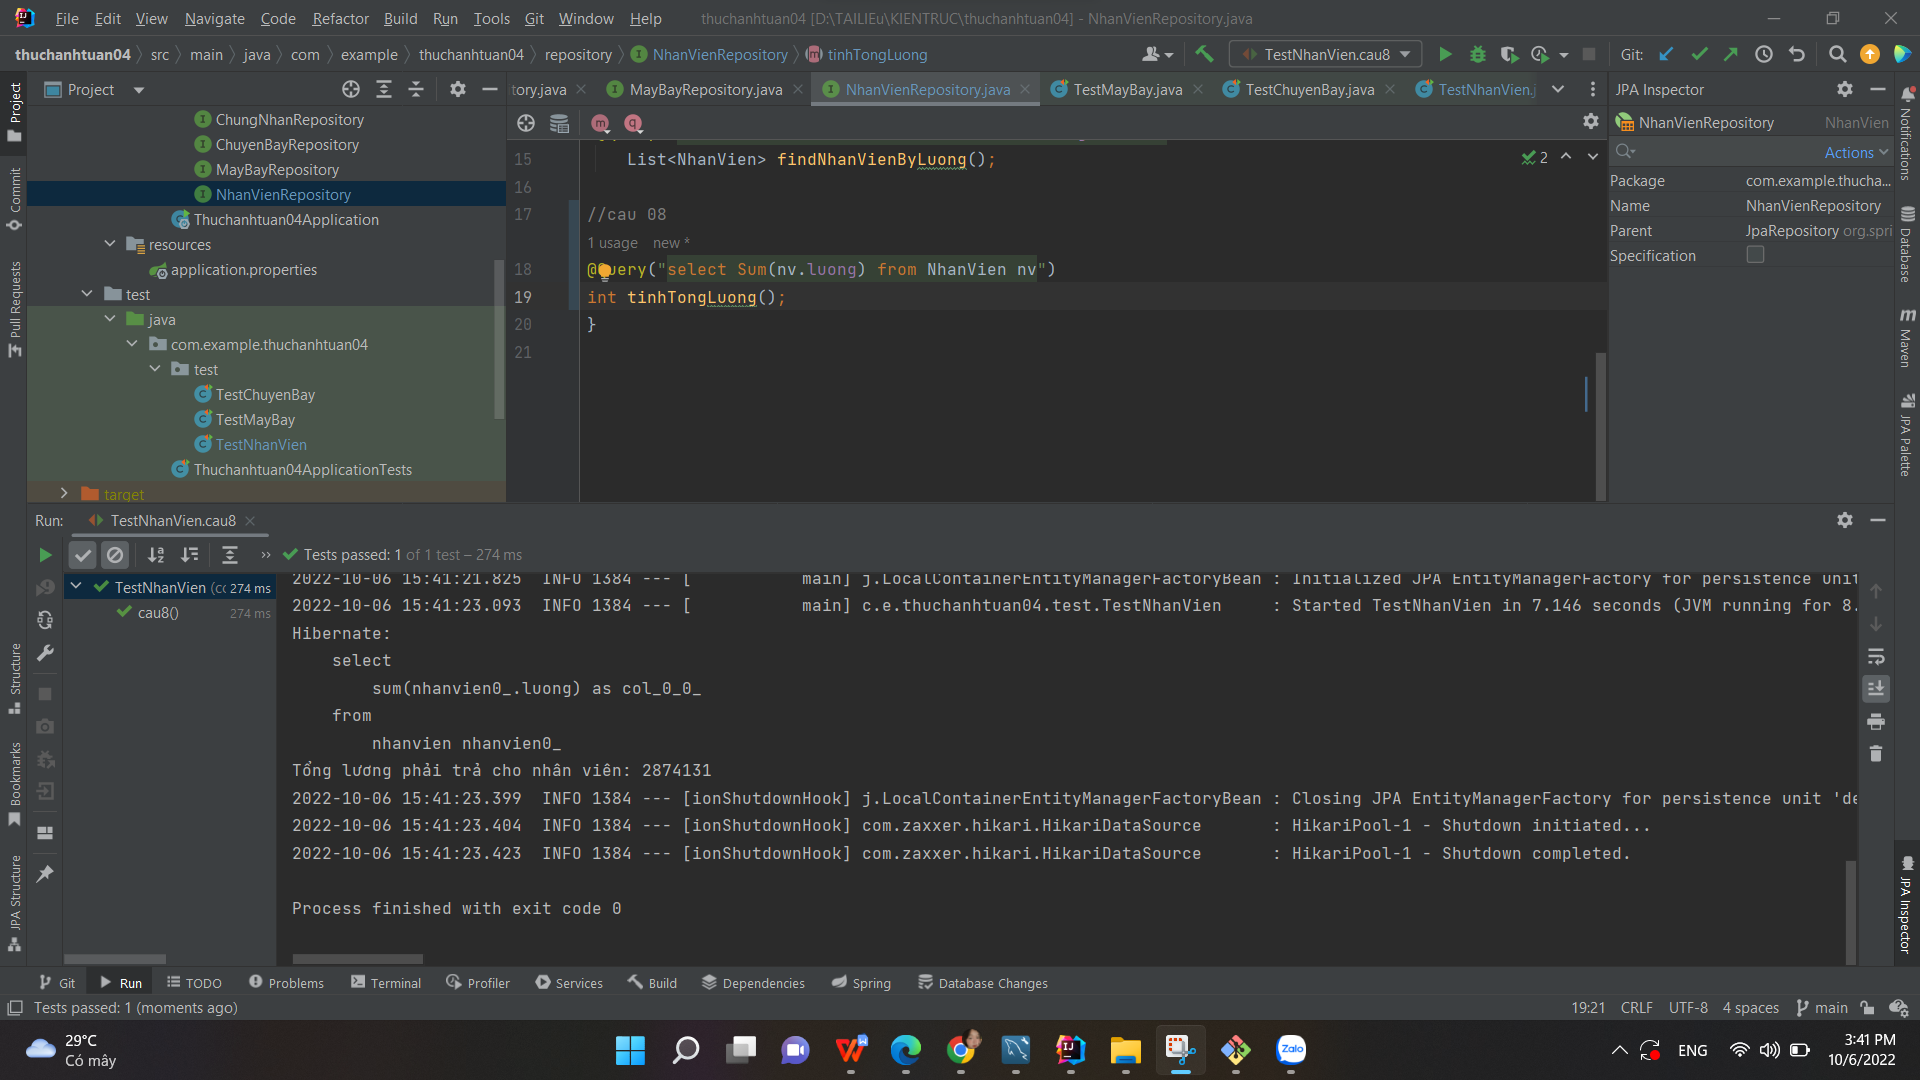 File Edit View Navigate Code Refactor Build Run Tools Git Window Help thuchanhtuan04 [D:\TAILIEu\KIENTRUC\thuchanhtuan04] - NhanVienRepository.java
thuchanhtuan04 src main java com example thuchanhtuan04 repository NhanVienRepository tinhTongLuong TestNhanVien.cau8 Git:
Project
tory.java MayBayRepository.java NhanVienRepository.java TestMayBay.java TestChuyenBay.java TestNhanVien.j
JPA Inspector
ChungNhanRepository
ChuyenBayRepository
MayBayRepository
NhanVienRepository
Thuchanhtuan04Application
resources
application.properties
test
java
com.example.thuchanhtuan04
test
TestChuyenBay
TestMayBay
TestNhanVien
Thuchanhtuan04ApplicationTests
target
15 List<NhanVien> findNhanVienByLuong();
2
16
17 //cau 08
1 usage new *
18 @Query("select Sum(nv.luong) from NhanVien nv")
19 int tinhTongLuong();
20 }
21
NhanVienRepository NhanVien
Actions
Package com.example.thucha...
Name NhanVienRepository
Parent JpaRepository org.spri
Specification
Project
Commit
Pull Requests
Structure
Bookmarks
JPA Structure
Notifications
Database
Maven
JPA Palette
JPA Inspector
Run: TestNhanVien.cau8
Tests passed: 1 of 1 test – 274 ms
TestNhanVien (cc 274 ms
cau8() 274 ms
2022-10-06 15:41:21.825 INFO 1384 --- [ main] j.LocalContainerEntityManagerFactoryBean : Initialized JPA EntityManagerFactory for persistence unit
2022-10-06 15:41:23.093 INFO 1384 --- [ main] c.e.thuchanhtuan04.test.TestNhanVien : Started TestNhanVien in 7.146 seconds (JVM running for 8.
Hibernate:
select
sum(nhanvien0_.luong) as col_0_0_
from
nhanvien nhanvien0_
Tổng lương phải trả cho nhân viên: 2874131
2022-10-06 15:41:23.399 INFO 1384 --- [ionShutdownHook] j.LocalContainerEntityManagerFactoryBean : Closing JPA EntityManagerFactory for persistence unit 'de
2022-10-06 15:41:23.404 INFO 1384 --- [ionShutdownHook] com.zaxxer.hikari.HikariDataSource : HikariPool-1 - Shutdown initiated...
2022-10-06 15:41:23.423 INFO 1384 --- [ionShutdownHook] com.zaxxer.hikari.HikariDataSource : HikariPool-1 - Shutdown completed.
Process finished with exit code 0
Git Run TODO Problems Terminal Profiler Services Build Dependencies Spring Database Changes
Tests passed: 1 (moments ago) 19:21 CRLF UTF-8 4 spaces main
29°C
Có mây
Zalo
ENG
3:41 PM
10/6/2022